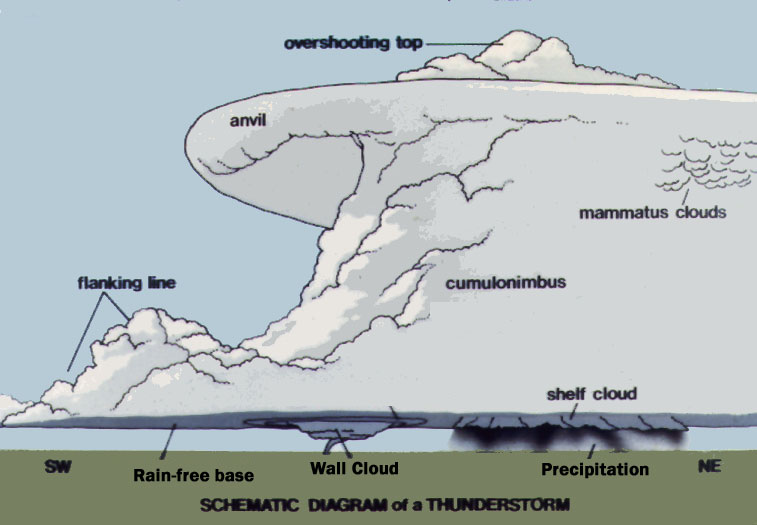 overshooting top
anvil
mammatus clouds
flanking line
cumulonimbus
shelf cloud
SW
Rain-free base
Wall Cloud
Precipitation
NE
SCHEMATIC DIAGRAM of a THUNDERSTORM